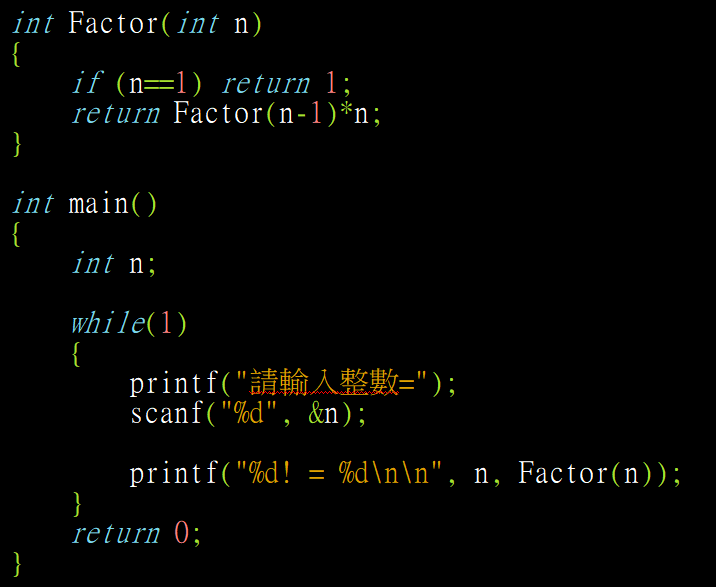 int Factor(int n)
{
    if (n==1) return 1;
    return Factor(n-1)*n;
}

int main()
{
    int n;

    while(1)
    {
        printf("請輸入整數=");
        scanf("%d", &n);

        printf("%d! = %d\n\n", n, Factor(n));
    }
    return 0;
}